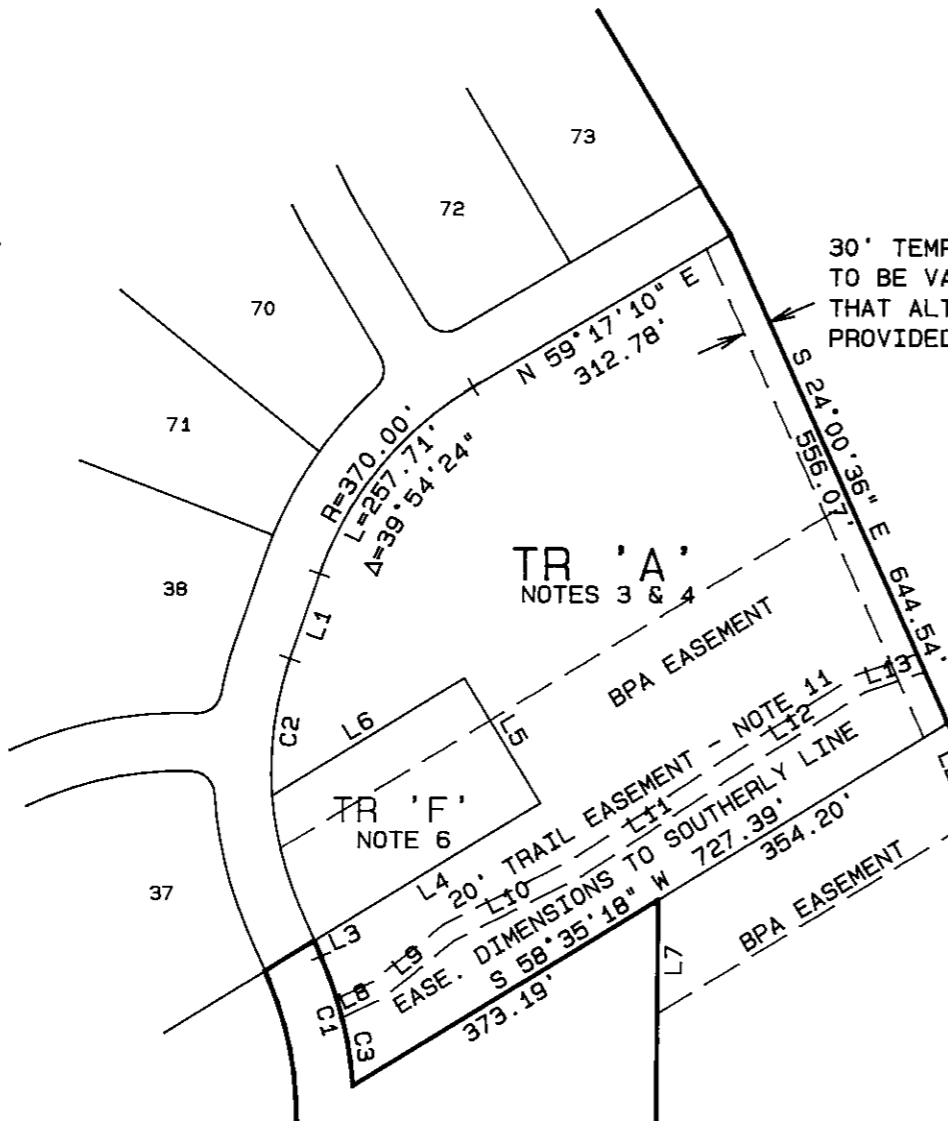 73
72
70
71
38
37
30' TEMP
TO BE VA
THAT ALT
PROVIDED
N 59°17'10" E
312.78'
R=370.00'
L=257.71'
Δ=39°54'24"
S 24°00'36" E 644.54'
556.07'
TR 'A'
NOTES 3 & 4
L1
C2
L6
L5
BPA EASEMENT
L13
TR 'F'
NOTE 6
L4
20' TRAIL EASEMENT - NOTE 11
L12
L11
L10
L9
L8
L3
EASE. DIMENSIONS TO SOUTHERLY LINE
S 58°35'18" W 727.39'
354.20'
373.19'
L7
BPA EASEMENT
C1
C3